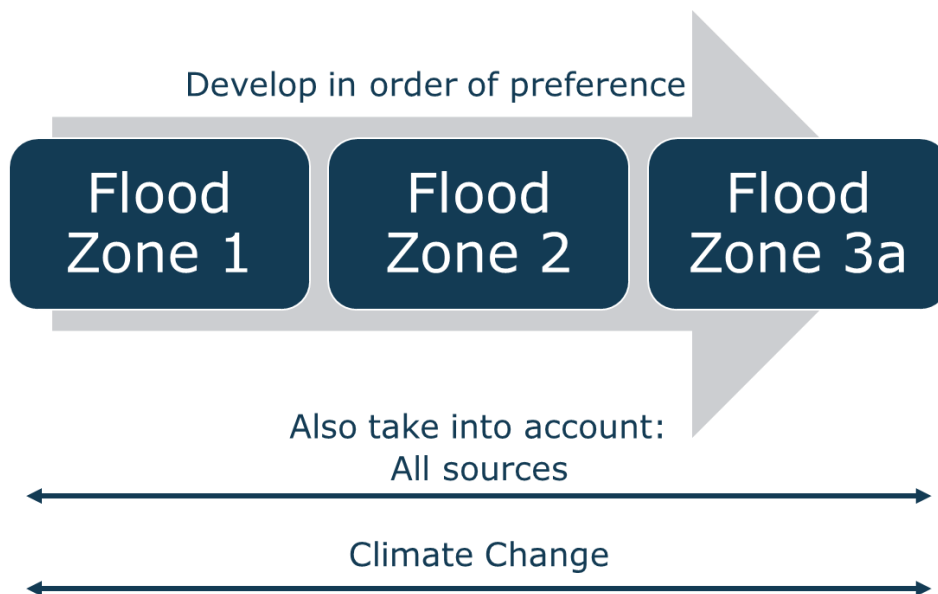 Develop in order of preference
Flood
Zone 1
Flood
Zone 2
Flood
Zone 3a
Also take into account:
All sources
Climate Change